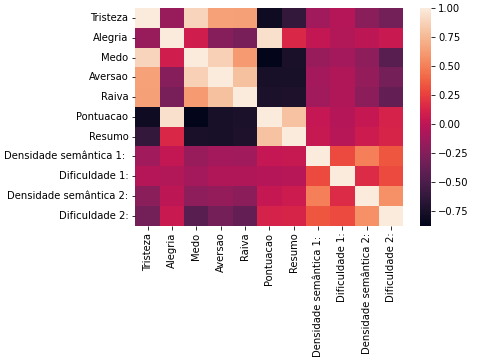 Tristeza
Alegria
Medo
Aversao
Raiva
Pontuacao
Resumo
Densidade semântica 1:
Dificuldade 1:
Densidade semântica 2:
Dificuldade 2:
Tristeza
Alegria
Medo
Aversao
Raiva
Pontuacao
Resumo
Densidade semântica 1:
Dificuldade 1:
Densidade semântica 2:
Dificuldade 2:
1.00
0.75
0.50
0.25
0.00
−0.25
−0.50
−0.75